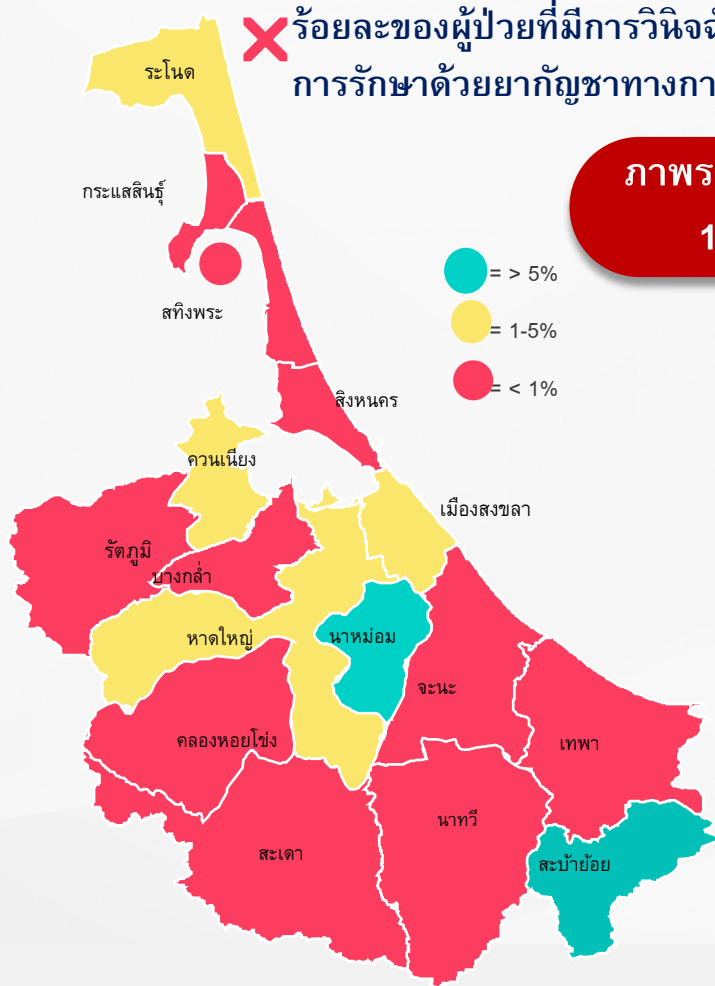 ร้อยละของผู้ป่วยที่มีการวินิจฉั
การรักษาด้วยยากัญชาทางกา
ภาพร
1
ระโนด
กระแสสินธุ์
สทิงพระ
= > 5%
= 1-5%
= < 1%
สิงหนคร
ควนเนียง
เมืองสงขลา
รัตภูมิ
บางกล่ำ
หาดใหญ่
นาหม่อม
จะนะ
คลองหอยโข่ง
เทพา
นาทวี
สะเดา
สะบ้าย้อย